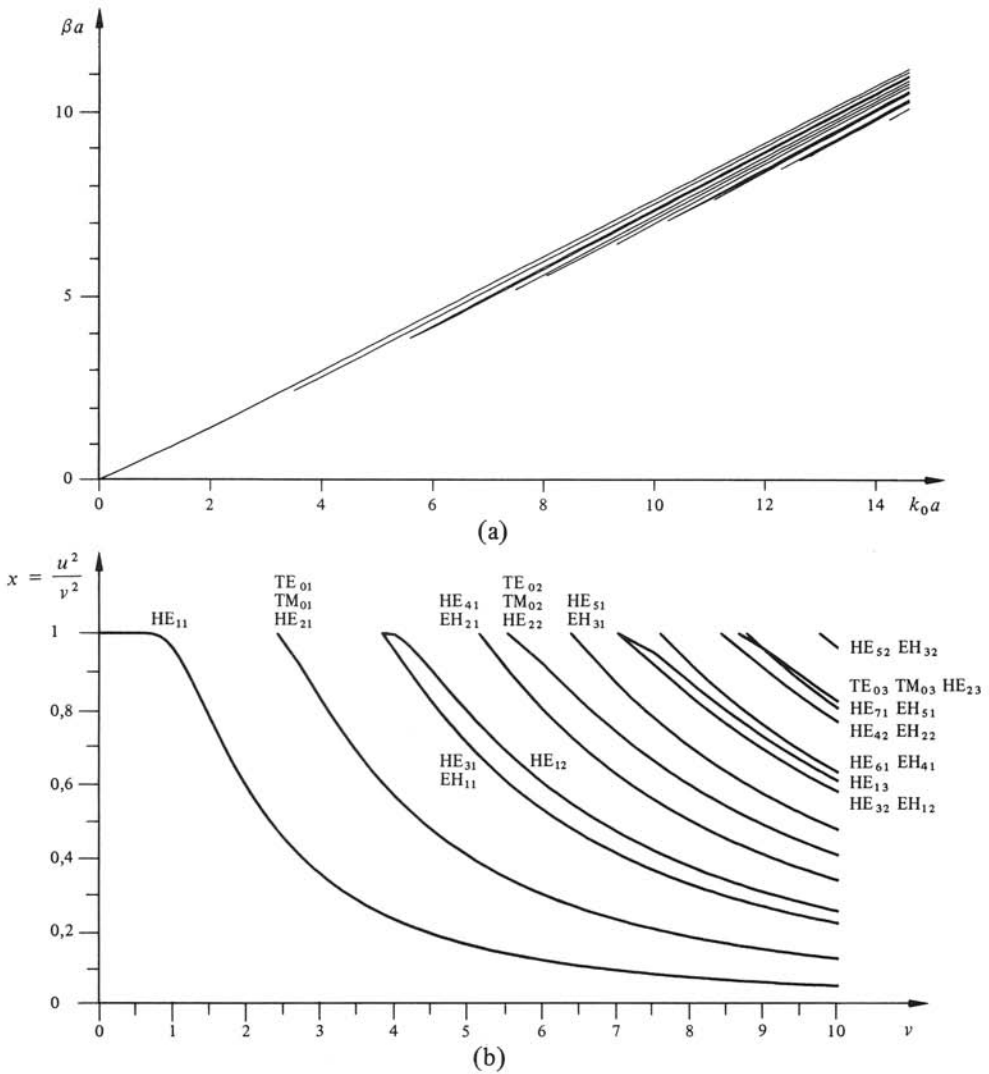 βa
10
5
0
0 2 4 6 8 10 12 14 k₀a
(a)
x = u²/v²
TE₀₁
TM₀₁
HE₂₁
HE₁₁
HE₄₁
EH₂₁
TE₀₂
TM₀₂
HE₂₂
HE₅₁
EH₃₁
1
0,8
0,6
0,4
0,2
0
HE₃₁
EH₁₁
HE₁₂
HE₅₂ EH₃₂
TE₀₃ TM₀₃ HE₂₃
HE₇₁ EH₅₁
HE₄₂ EH₂₂
HE₆₁ EH₄₁
HE₁₃
HE₃₂ EH₁₂
0 1 2 3 4 5 6 7 8 9 10 v
(b)